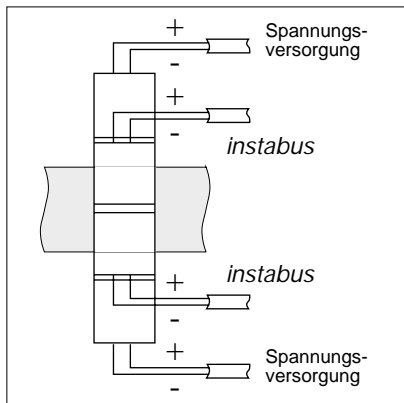 +
Spannungs-
versorgung
-
+
-
instabus
instabus
+
-
+
Spannungs-
versorgung
-